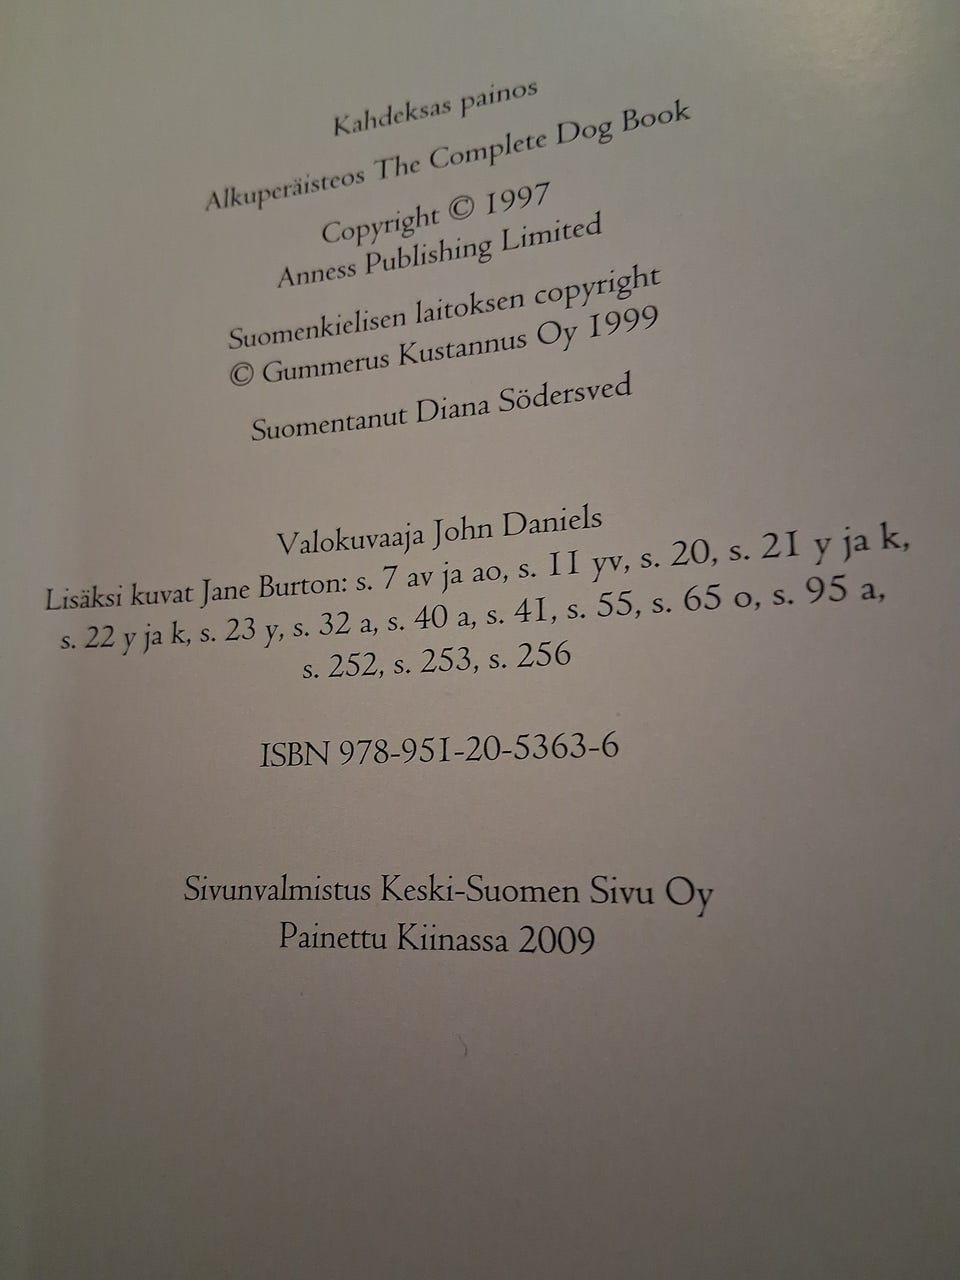 Kahdeksas painos
Alkuperäisteos The Complete Dog Book
Copyright © 1997
Anness Publishing Limited
Suomenkielisen laitoksen copyright
© Gummerus Kustannus Oy 1999
Suomentanut Diana Södersved
Valokuvaaja John Daniels
Lisäksi kuvat Jane Burton: s. 7 av ja ao, s. 11 yv, s. 20, s. 21 y ja k,
s. 22 y ja k, s. 23 y, s. 32 a, s. 40 a, s. 41, s. 55, s. 65 o, s. 95 a,
s. 252, s. 253, s. 256
ISBN 978-951-20-5363-6
Sivunvalmistus Keski-Suomen Sivu Oy
Painettu Kiinassa 2009